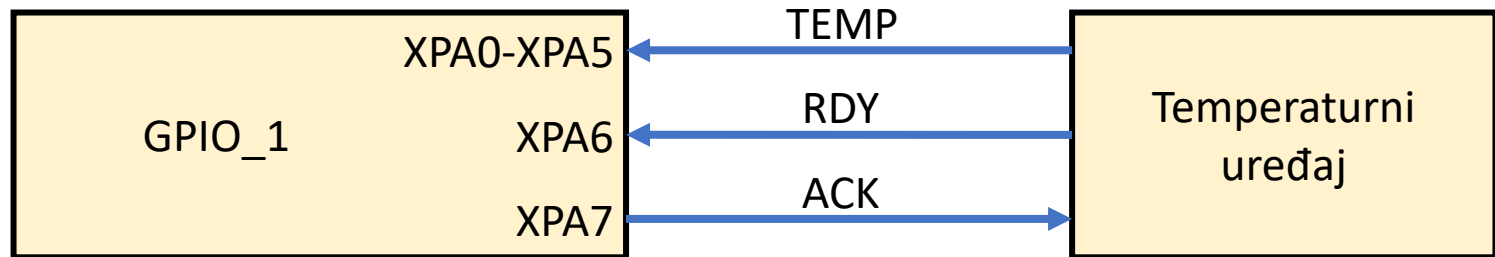 TEMP
XPA0-XPA5
RDY
GPIO_1
XPA6
Temperaturni
uređaj
ACK
XPA7